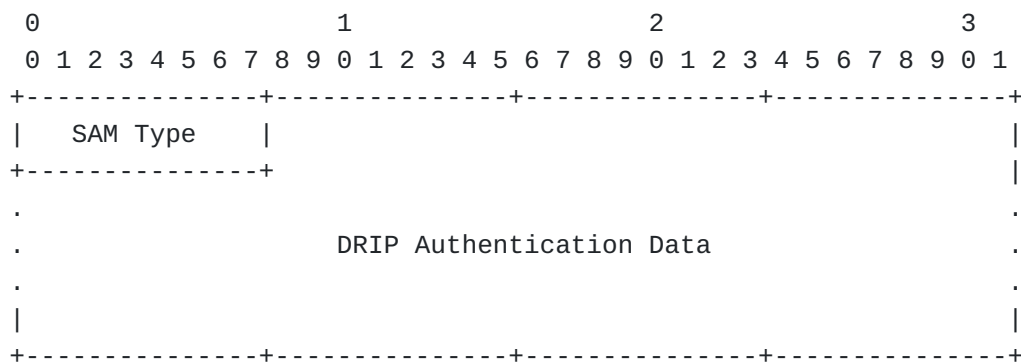 0                   1                   2                   3
 0 1 2 3 4 5 6 7 8 9 0 1 2 3 4 5 6 7 8 9 0 1 2 3 4 5 6 7 8 9 0 1
+---------------+---------------+---------------+---------------+
|   SAM Type    |                                               |
+---------------+                                               |
.                                                               .
.                    DRIP Authentication Data                   .
.                                                               .
|                                                               |
+---------------+---------------+---------------+---------------+